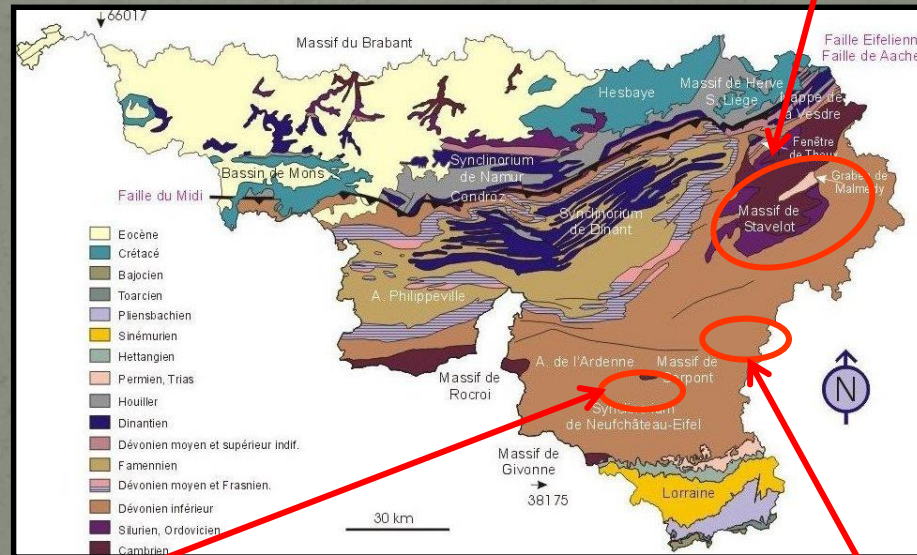 66017
Massif du Brabant
Faille Eifelienne
Faille de Aache
Hesbaye
Massif de Herve
S. Liège
Nappe de
la Vesdre
Fenêtre
de Theux
Graben de
Malmedy
Bassin de Mons
Synclinorium
de Namur
Faille du Midi
Condroz
Synclinorium
de Dinant
Massif de
Stavelot
Eocène
Crétacé
Bajocien
Toarcien
Pliensbachien
Sinémurien
Hettangien
Permien, Trias
Houiller
Dinantien
Dévonien moyen et supérieur indif.
Famennien
Dévonien moyen et Frasnien.
Dévonien inférieur
Silurien, Ordovicien
Cambrien
A. Philippeville
Massif de
Rocroi
A. de l'Ardenne
Massif de
Serpont
Synclinorium
de Neufchâteau-Eifel
Massif de
Givonne
38175
Lorraine
30 km
N